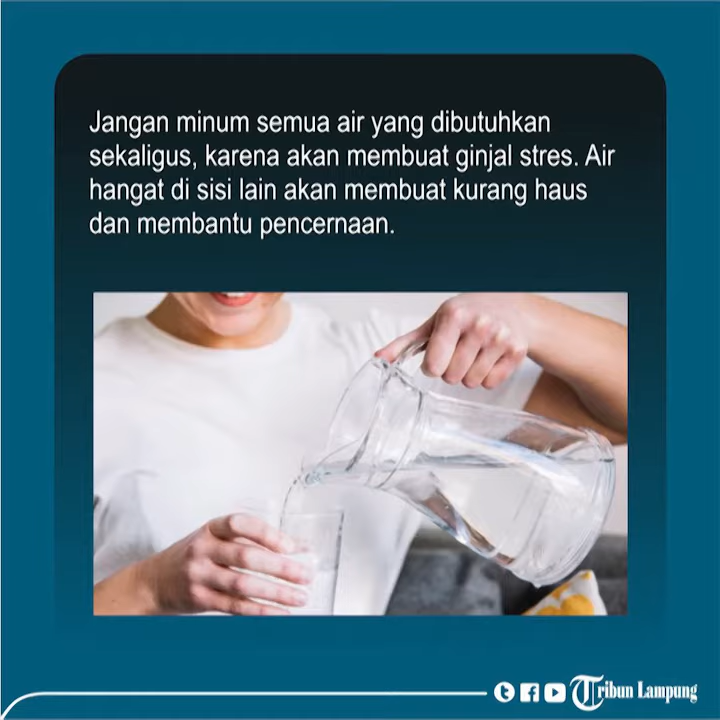 Jangan minum semua air yang dibutuhkan
sekaligus, karena akan membuat ginjal stres. Air
hangat di sisi lain akan membuat kurang haus
dan membantu pencernaan.
Tribun Lampung